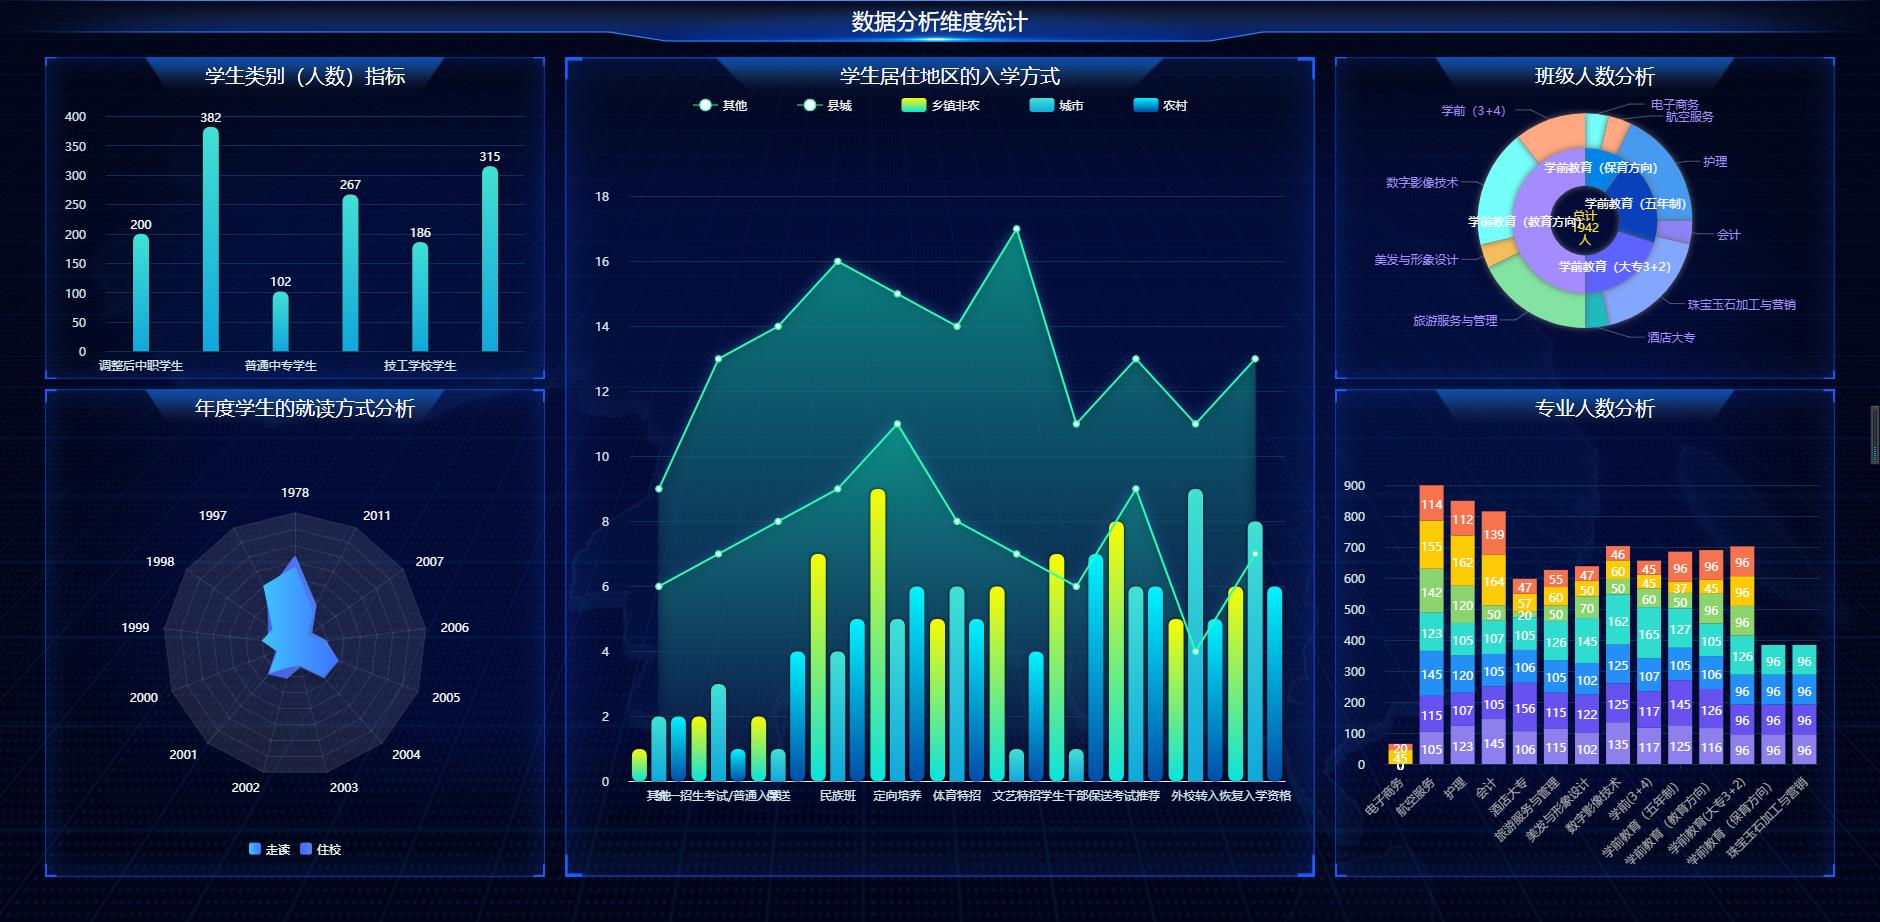 数据分析维度统计
学生类别（人数）指标
400
350
300
250
200
150
100
50
0
200
382
102
267
186
315
调整后中职学生
普通中专学生
技工学校学生
年度学生的就读方式分析
1978
2011
2007
2006
2005
2004
2003
2002
2001
2000
1999
1998
1997
走读
住校
学生居住地区的入学方式
其他 县城 乡镇非农 城市 农村
18
16
14
12
10
8
6
4
2
0
其他
统一招生考试/普通入学
保送
民族班
定向培养
体育特招
文艺特招
学生干部保送
考试推荐
外校转入
恢复入学资格
班级人数分析
电子商务
航空服务
护理
会计
珠宝玉石加工与营销
酒店大专
旅游服务与管理
美发与形象设计
数字影像技术
学前（3+4）
学前教育（保育方向）
学前教育（五年制）
学前教育（大专3+2）
学前教育（教育方向）
总计
1942
人
专业人数分析
900
800
700
600
500
400
300
200
100
0
20
45
0
114
155
142
123
145
115
105
112
162
120
105
120
107
123
139
164
50
107
105
105
145
47
57
20
105
106
156
106
55
60
50
126
105
115
115
47
50
70
145
102
122
102
46
60
50
162
125
125
135
45
45
60
165
107
117
117
96
37
50
127
105
145
125
96
45
96
105
106
126
116
96
96
96
126
96
96
96
96
96
96
96
96
96
96
96
电子商务
航空服务
护理
会计
酒店大专
旅游服务与管理
美发与形象设计
数字影像技术
学前(3+4)
学前教育（五年制）
学前教育（教育方向）
学前教育(大专3+2)
学前教育（保育方向）
珠宝玉石加工与营销